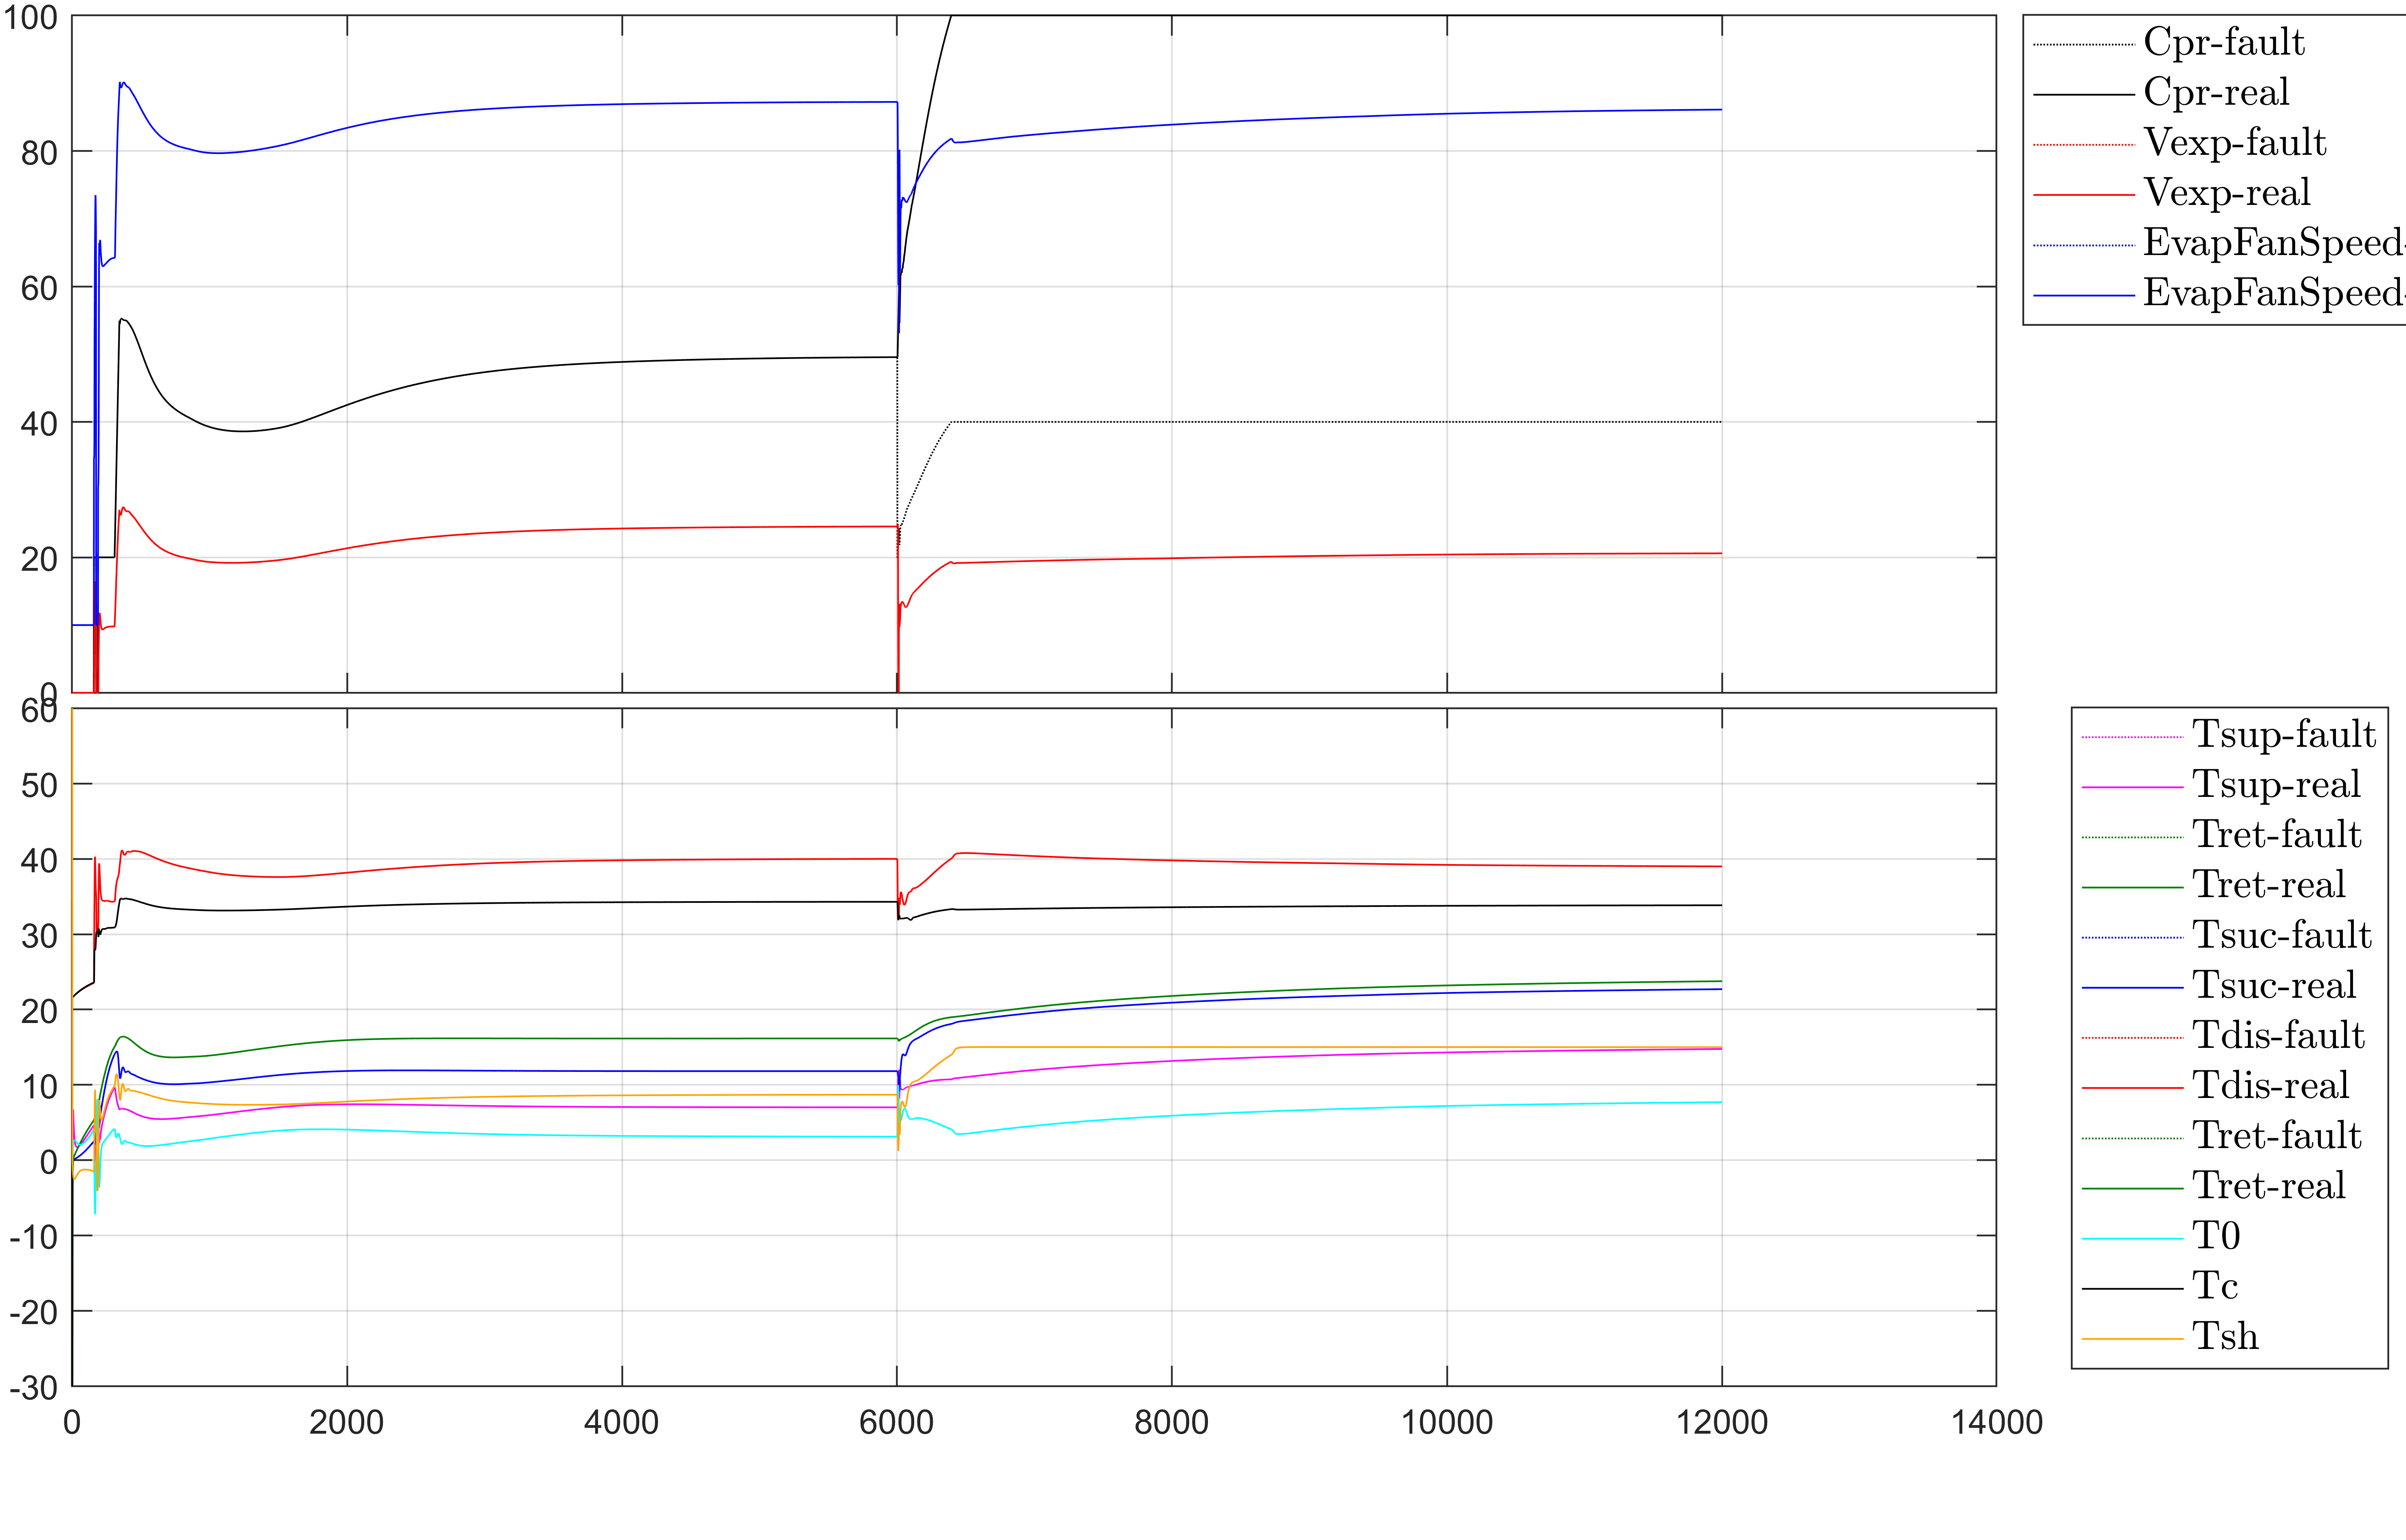 100
80
60
40
20
0
Cpr-fault
Cpr-real
Vexp-fault
Vexp-real
EvapFanSpeed-
EvapFanSpeed-
60
50
40
30
20
10
0
-10
-20
-30
0 2000 4000 6000 8000 10000 12000 14000
Tsup-fault
Tsup-real
Tret-fault
Tret-real
Tsuc-fault
Tsuc-real
Tdis-fault
Tdis-real
Tret-fault
Tret-real
T0
Tc
Tsh